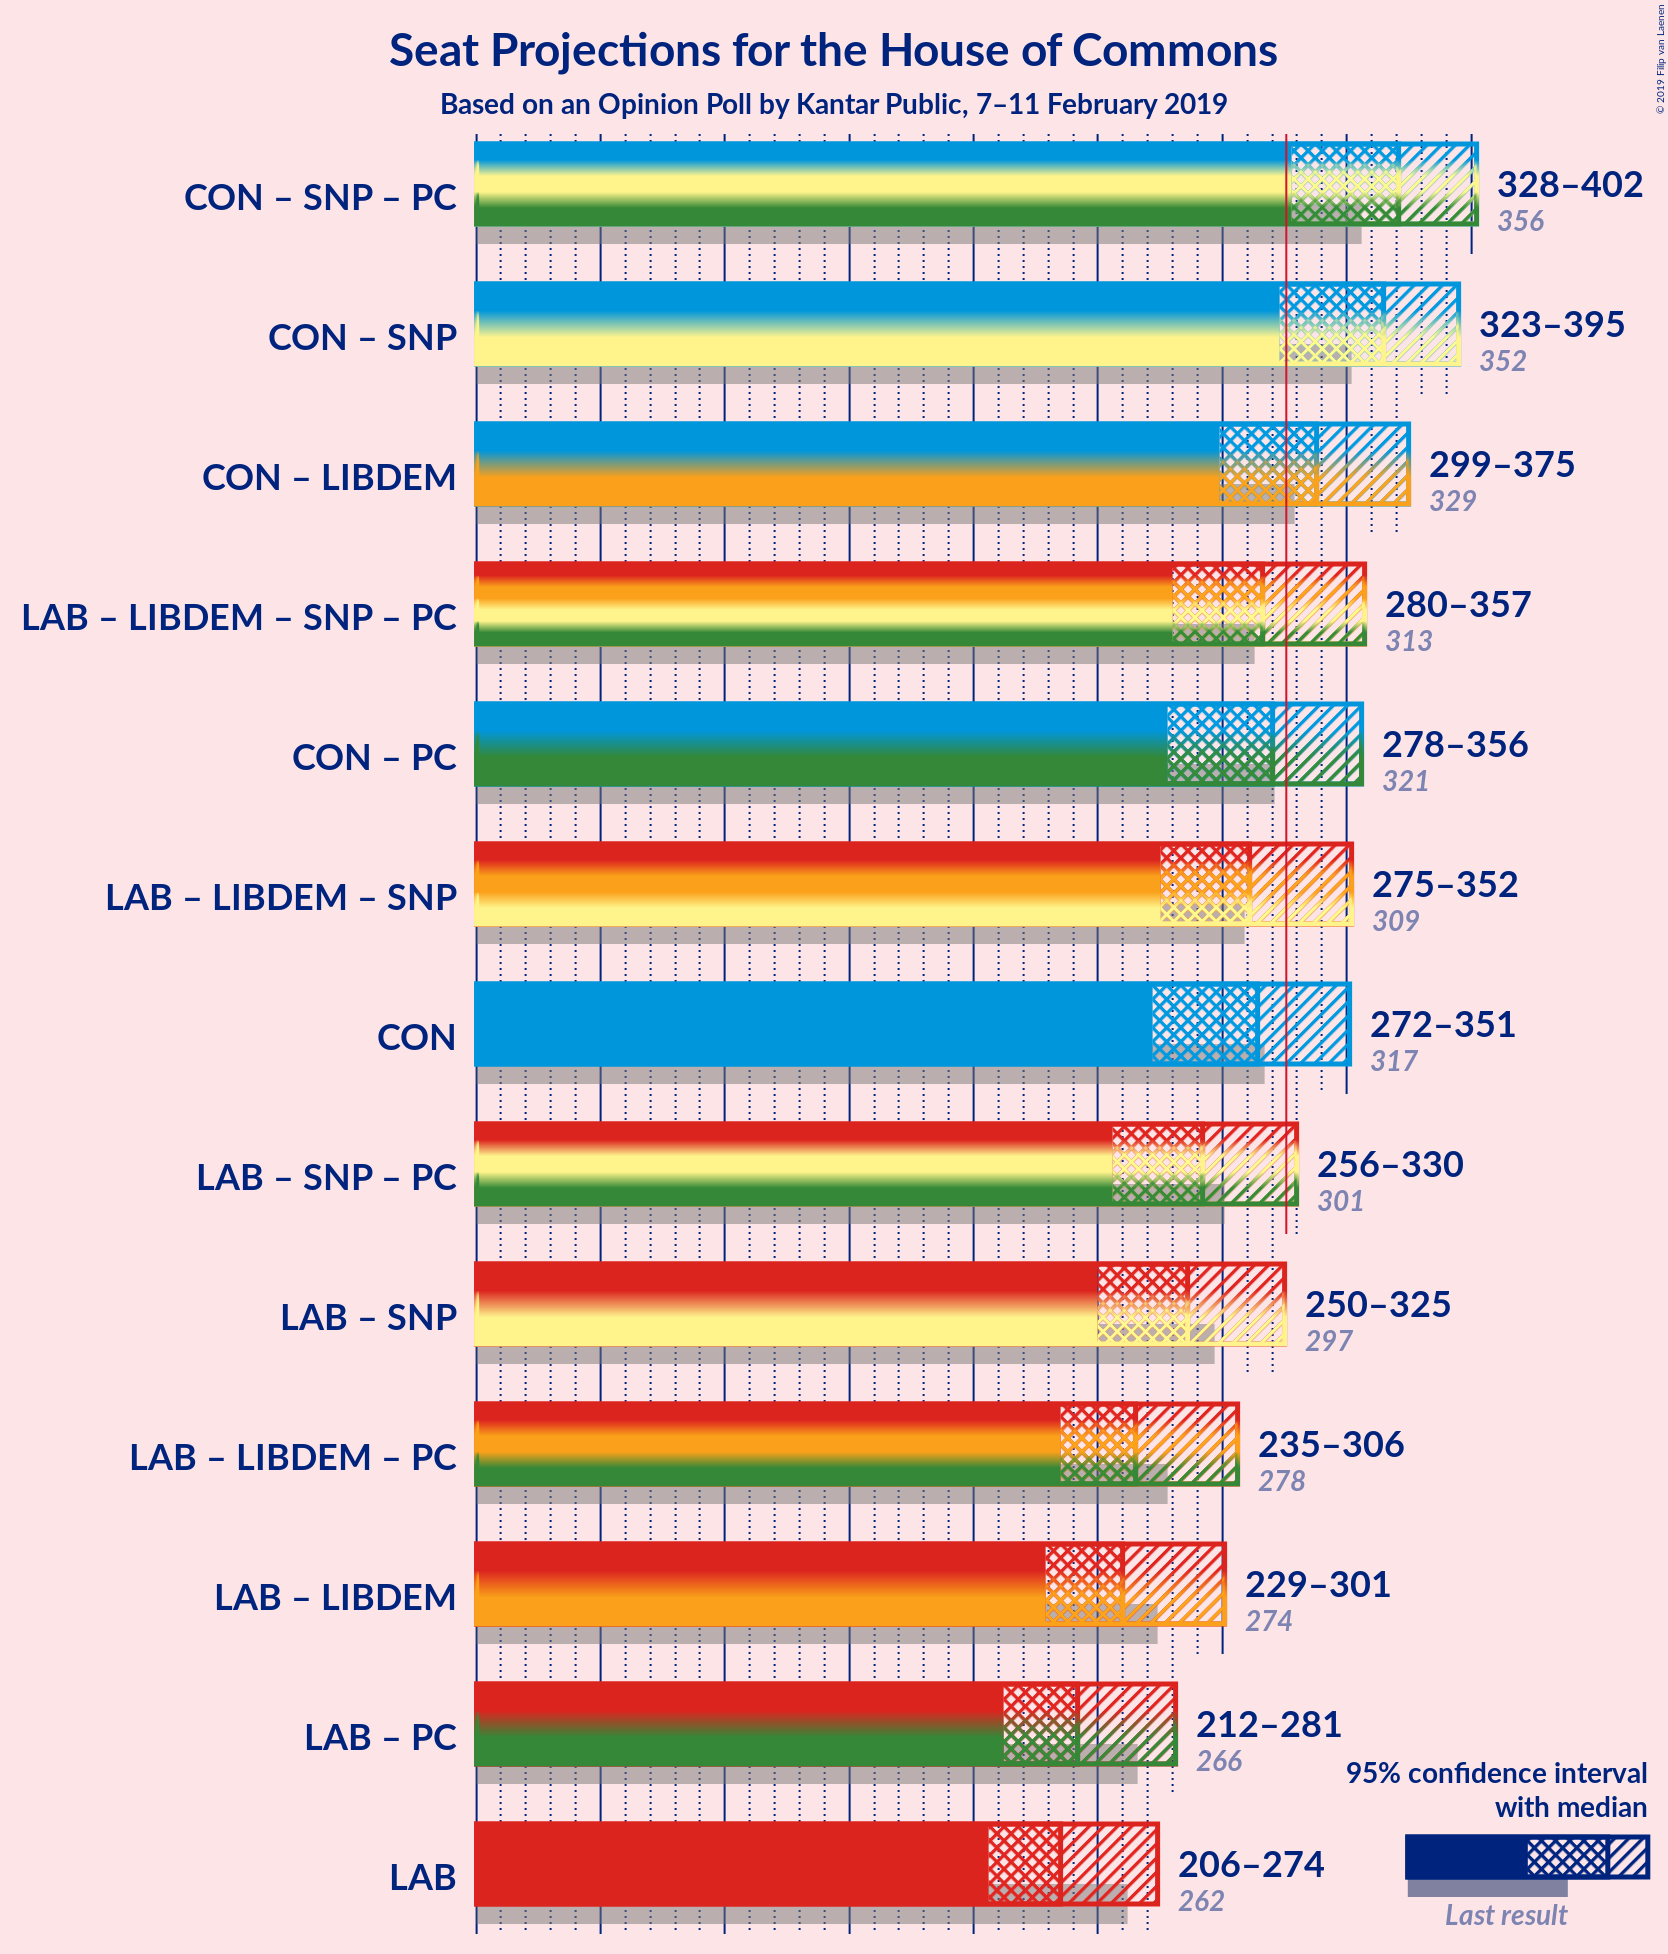 Seat Projections for the House of Commons
Based on an Opinion Poll by Kantar Public, 7–11 February 2019
© 2019 Filip van Laenen
CON – SNP – PC
328–402
356
CON – SNP
323–395
352
CON – LIBDEM
299–375
329
LAB – LIBDEM – SNP – PC
280–357
313
CON – PC
278–356
321
LAB – LIBDEM – SNP
275–352
309
CON
272–351
317
LAB – SNP – PC
256–330
301
LAB – SNP
250–325
297
LAB – LIBDEM – PC
235–306
278
LAB – LIBDEM
229–301
274
LAB – PC
212–281
266
LAB
206–274
262
95% confidence interval
with median
Last result